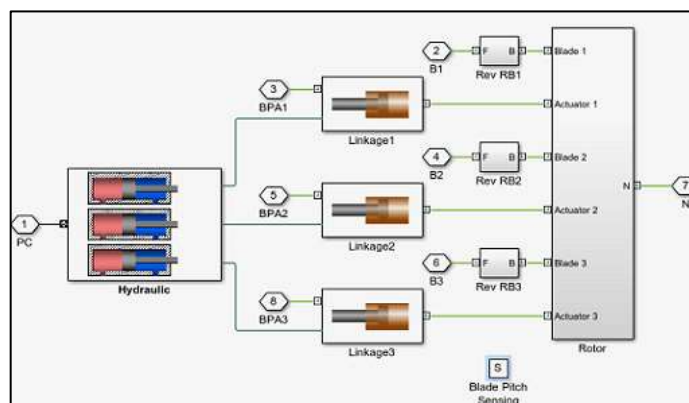 2
B1
F
B
Rev RB1
Blade 1
3
BPA1
Linkage1
Actuator 1
4
B2
F
B
Rev RB2
Blade 2
1
PC
Hydraulic
5
BPA2
Linkage2
Actuator 2
N
7
N
6
B3
F
B
Rev RB3
Blade 3
8
BPA3
Linkage3
Actuator 3
Rotor
S
Blade Pitch
Sensing